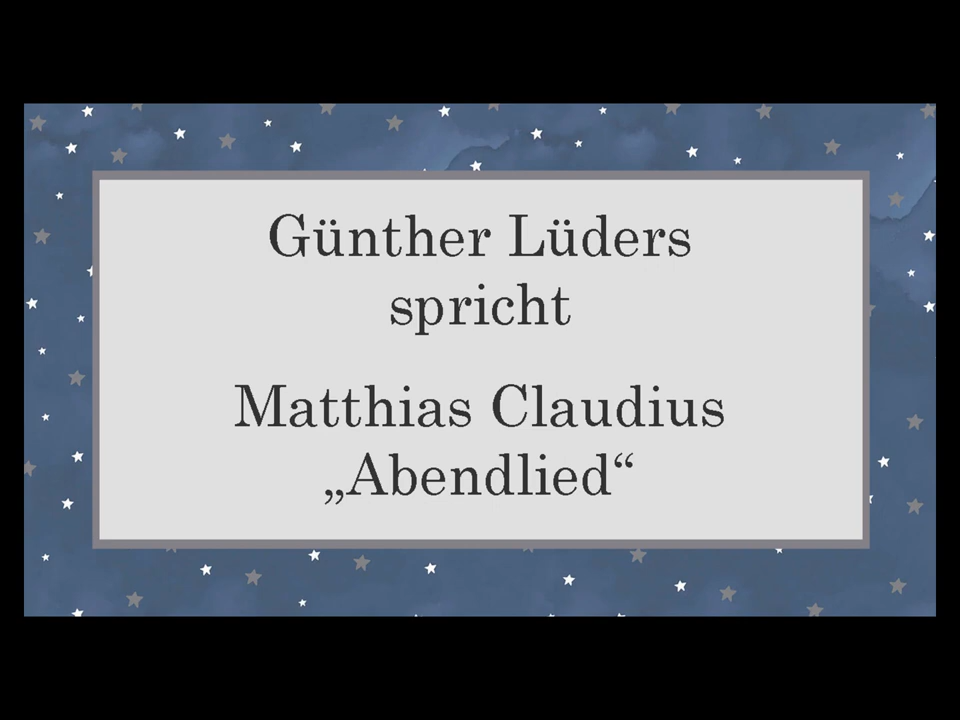 Günther Lüders
spricht
Matthias Claudius
„Abendlied“